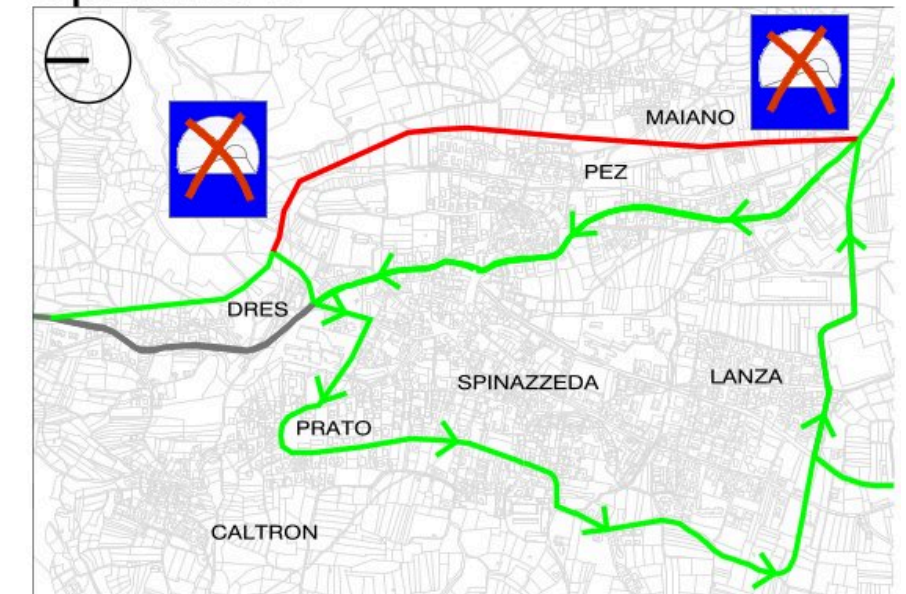 MAIANO
PEZ
DRES
SPINAZZEDA
LANZA
PRATO
CALTRON